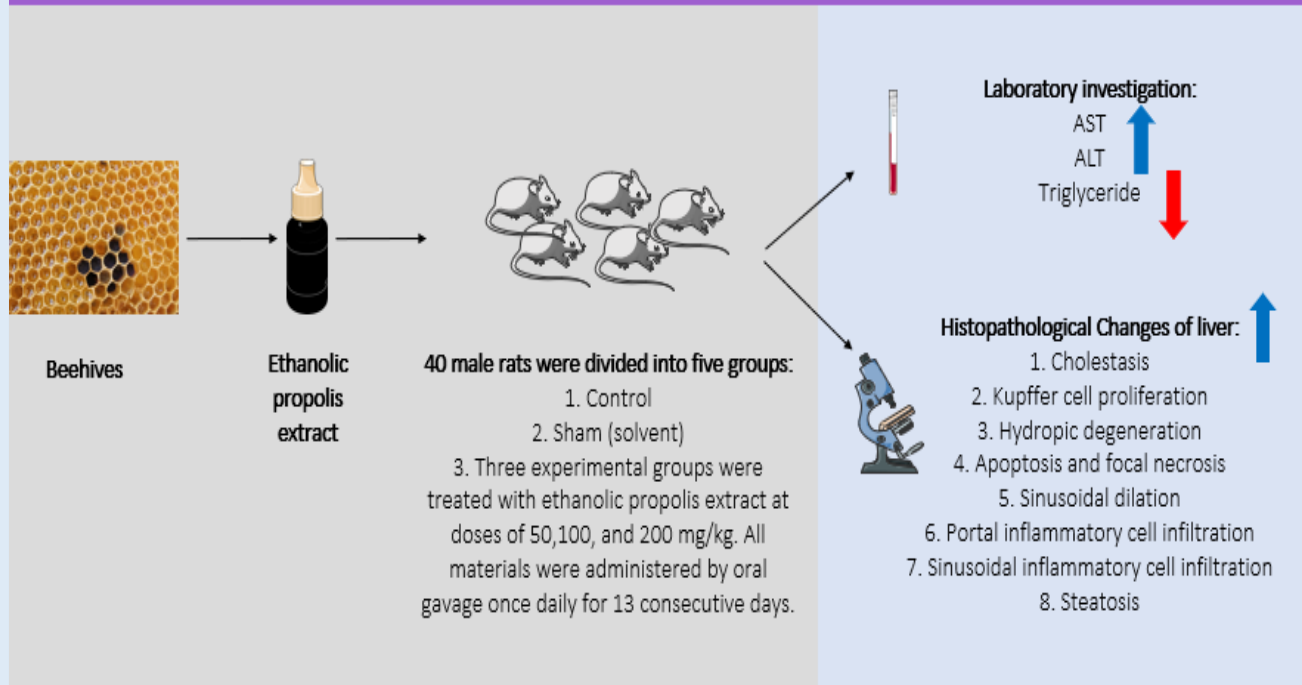 Beehives
Ethanolic
propolis
extract
40 male rats were divided into five groups:
1. Control
2. Sham (solvent)
3. Three experimental groups were
treated with ethanolic propolis extract at
doses of 50,100, and 200 mg/kg. All
materials were administered by oral
gavage once daily for 13 consecutive days.
Laboratory investigation:
AST
ALT
Triglyceride
Histopathological Changes of liver:
1. Cholestasis
2. Kupffer cell proliferation
3. Hydropic degeneration
4. Apoptosis and focal necrosis
5. Sinusoidal dilation
6. Portal inflammatory cell infiltration
7. Sinusoidal inflammatory cell infiltration
8. Steatosis